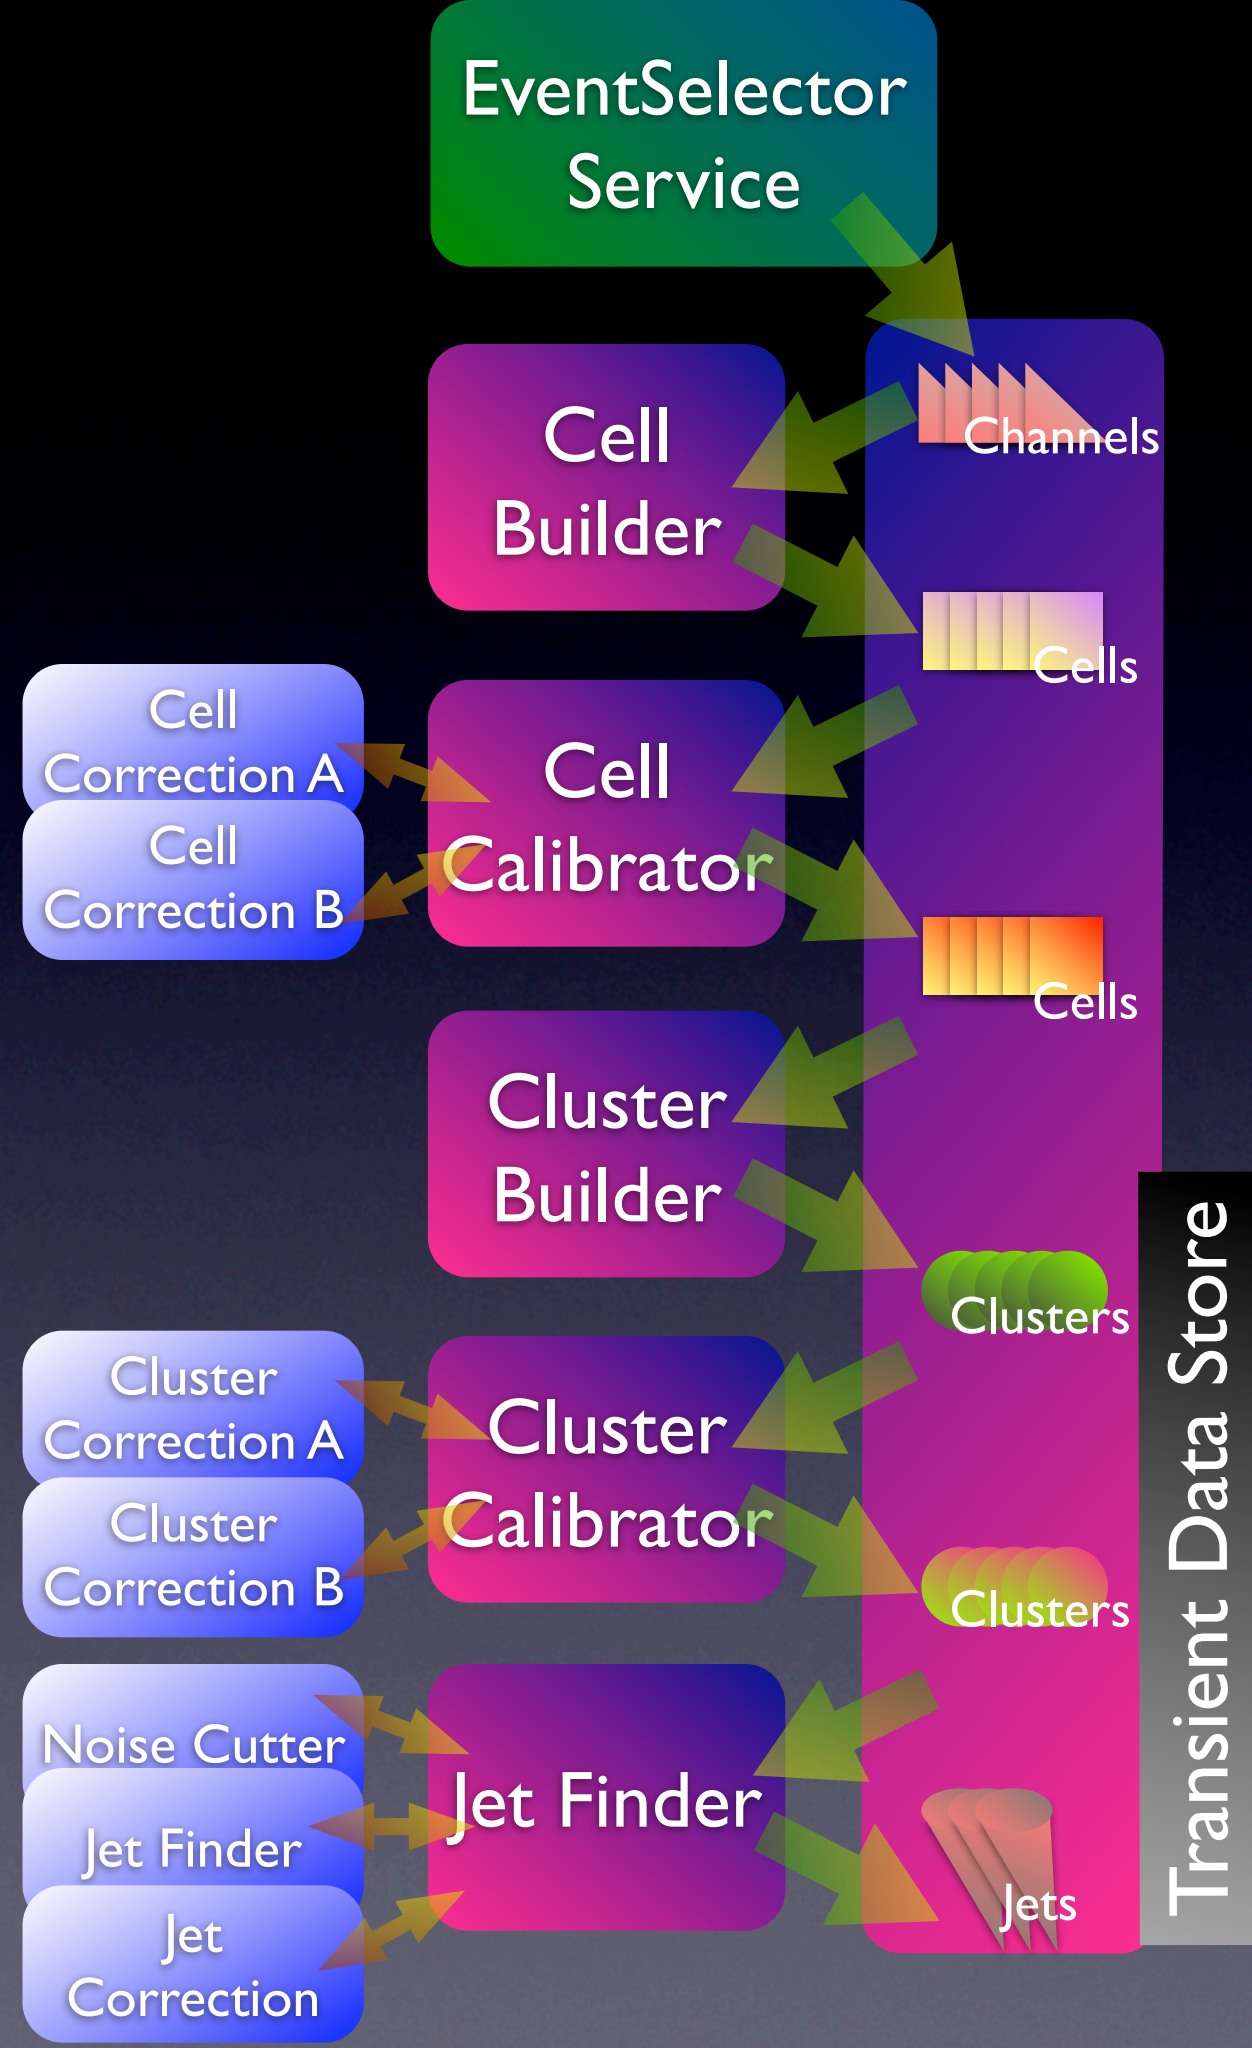 EventSelector
Service
Channels
Cell
Builder
Cells
Cell
Correction A
Cell
Correction B
Cell
Calibrator
Cells
Cluster
Builder
Clusters
Cluster
Correction A
Cluster
Correction B
Cluster
Calibrator
Clusters
Noise Cutter
Jet Finder
Jet
Correction
Jet Finder
Jets
Transient Data Store